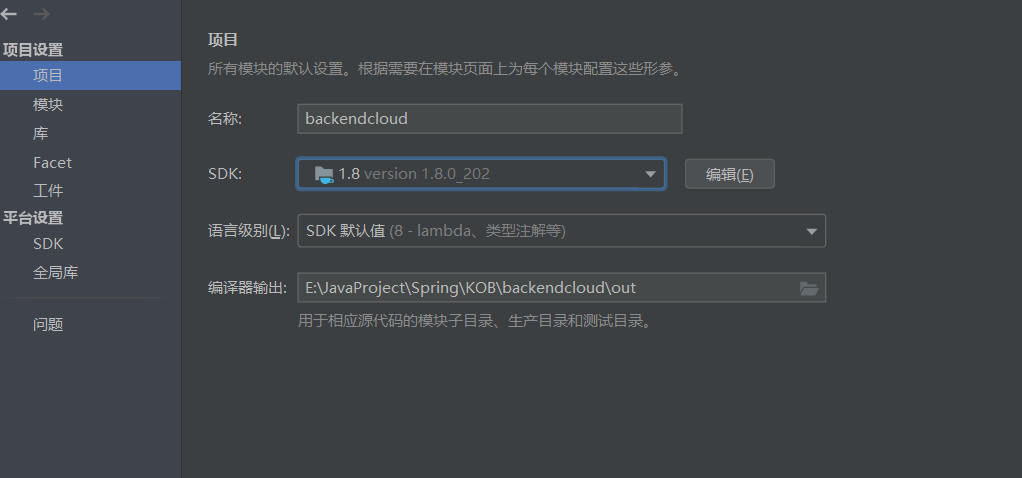 项目设置
项目
模块
库
Facet
工件
平台设置
SDK
全局库
问题
项目
所有模块的默认设置。根据需要在模块页面上为每个模块配置这些形参。
名称: backendcloud
SDK: 1.8 version 1.8.0_202 编辑(E)
语言级别(L): SDK 默认值 (8 - lambda、类型注解等)
编译器输出: E:\JavaProject\Spring\KOB\backendcloud\out
用于相应源代码的模块子目录、生产目录和测试目录。